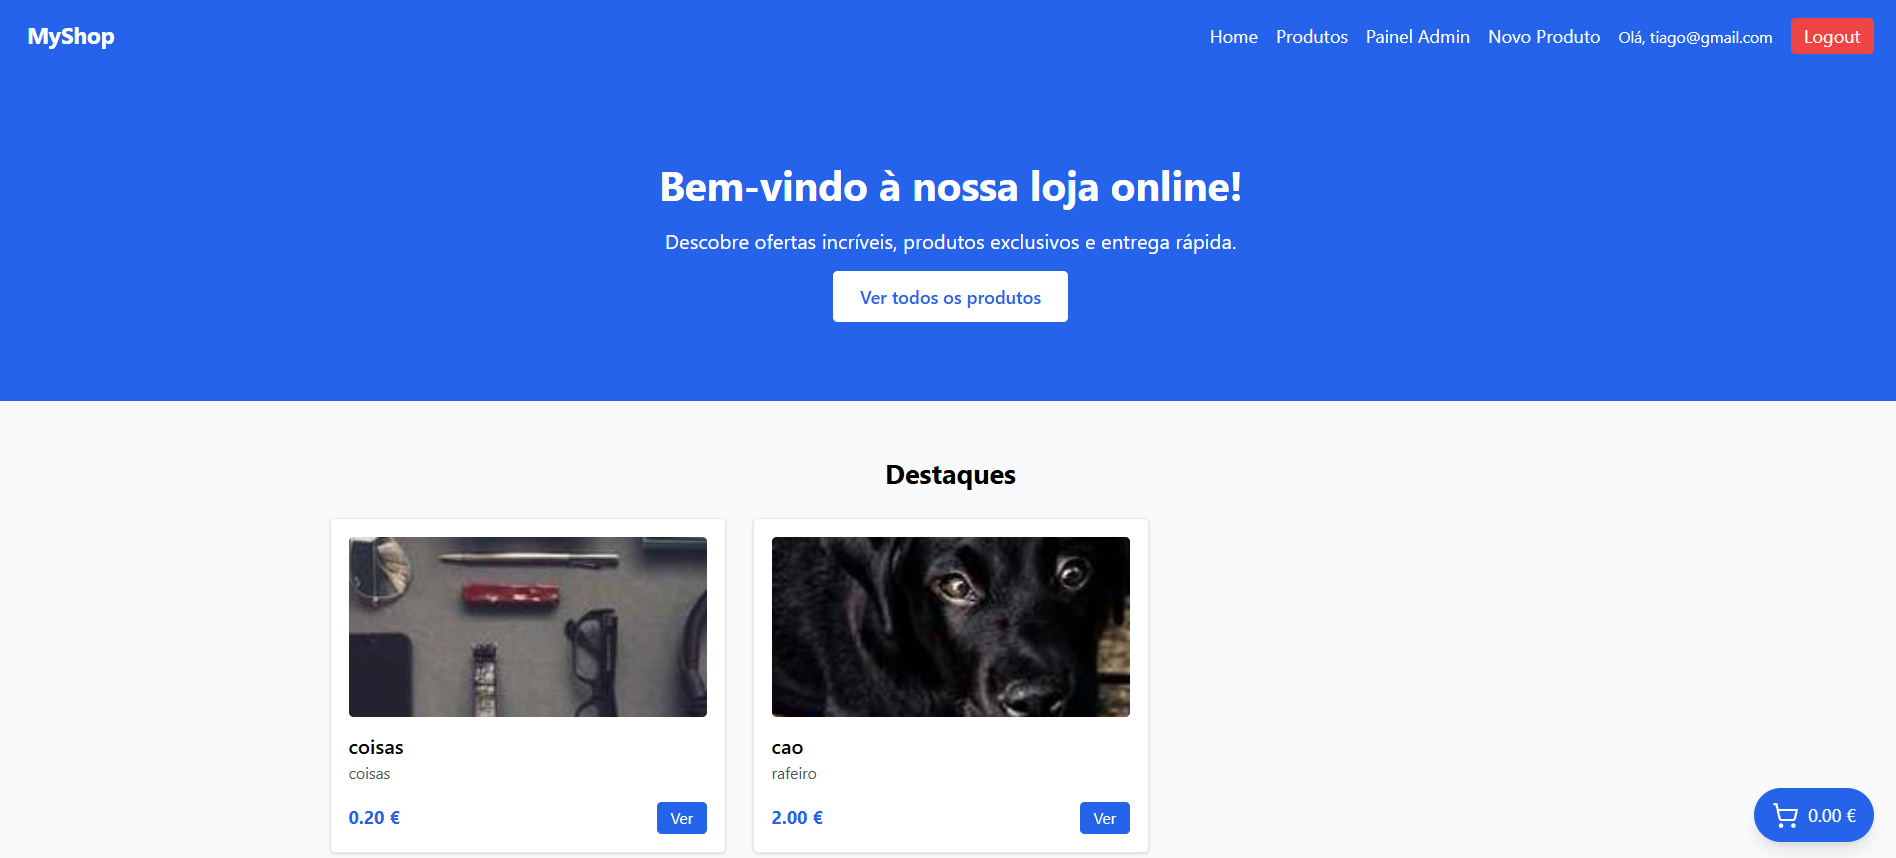 MyShop
Home Produtos Painel Admin Novo Produto Olá, tiago@gmail.com Logout
Bem-vindo à nossa loja online!
Descobre ofertas incríveis, produtos exclusivos e entrega rápida.
Ver todos os produtos
Destaques
coisas
coisas
0.20 € Ver
cao
rafeiro
2.00 € Ver
0.00 €